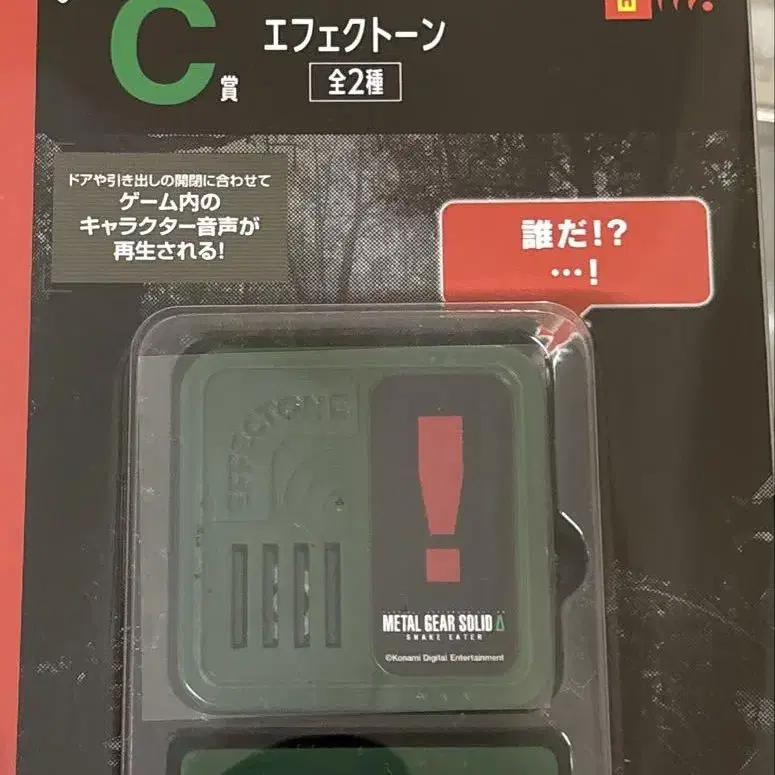 C賞
エフェクトーン
全2種
ドアや引き出しの開閉に合わせて
ゲーム内の
キャラクター音声が
再生される!
誰だ!?
…!
EFFECTONE
!
METAL GEAR SOLID Δ
SNAKE EATER
©Konami Digital Entertainment